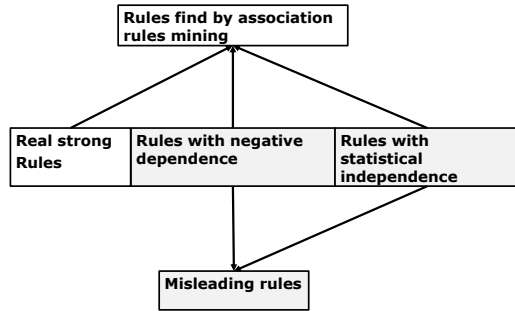 Rules find by association
rules mining
Real strong
Rules
Rules with negative
dependence
Rules with
statistical
independence
Misleading rules